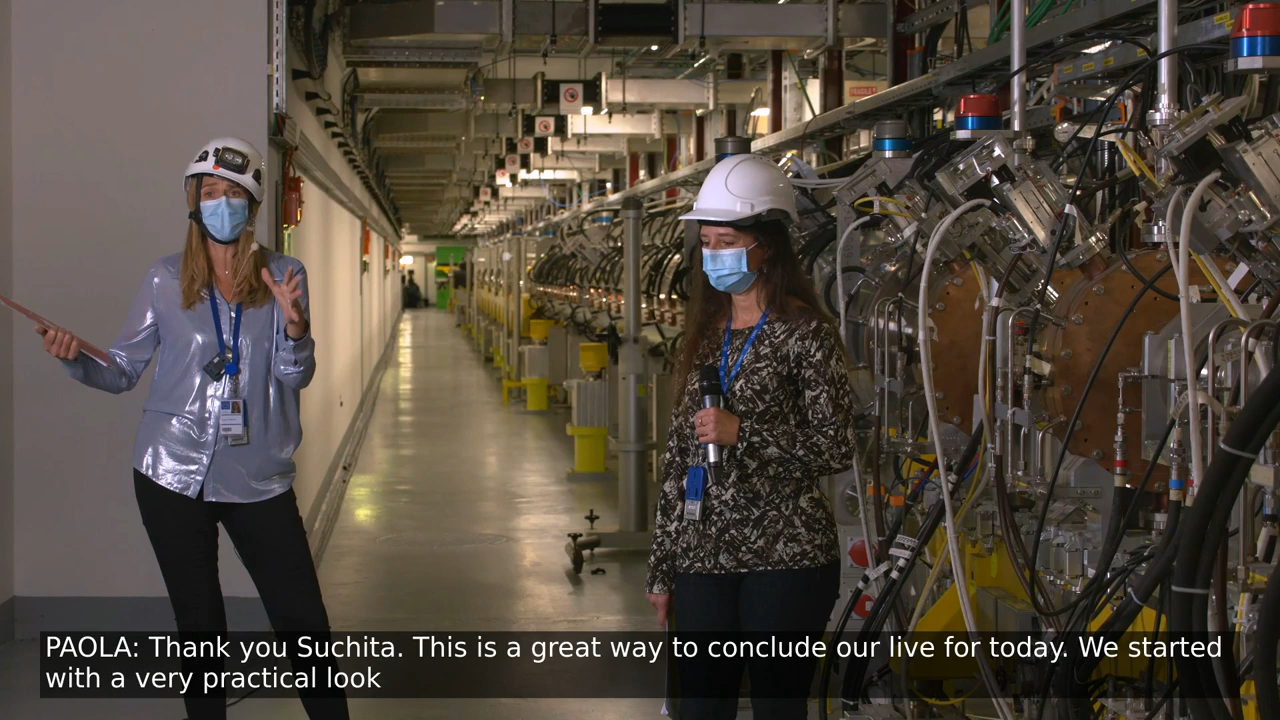 PAOLA: Thank you Suchita. This is a great way to conclude our live for today. We started
with a very practical look